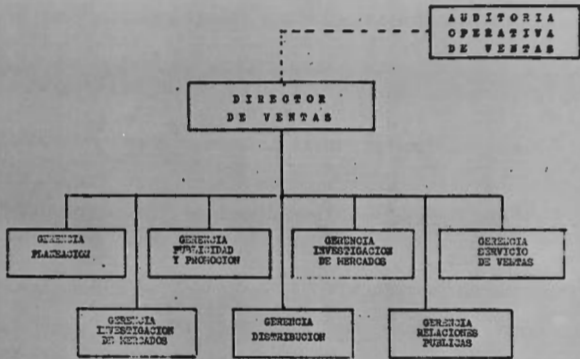 AUDITORIA
OPERATIVA
DE VENTAS
DIRECTOR
DE VENTAS
GERENCIA
PLANEACION
GERENCIA
PUBLICIDAD
Y PROMOCION
GERENCIA
INVESTIGACION
DE MERCADOS
GERENCIA
SERVICIO
DE VENTAS
GERENCIA
INVESTIGACION
DE MERCADOS
GERENCIA
DISTRIBUCION
GERENCIA
RELACIONES
PUBLICAS